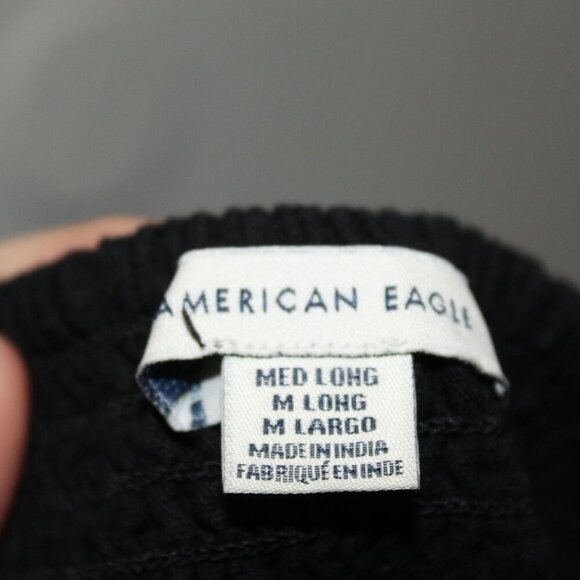 AMERICAN EAGLE
MED LONG
M LONG
M LARGO
MADE IN INDIA
FABRIQUÉ EN INDE